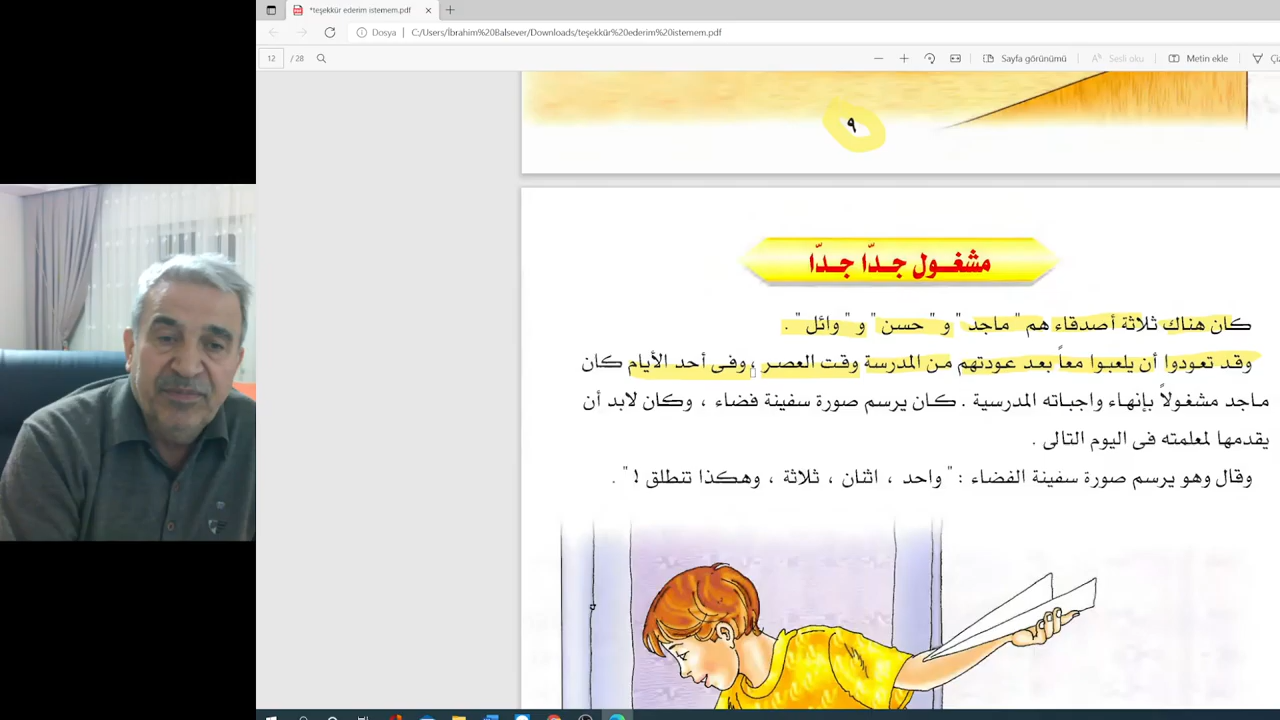 *teşekkür ederim istemem.pdf
Dosya
C:/Users/İbrahim%20Balsever/Downloads/teşekkür%20ederim%20istemem.pdf
12 / 28
Sayfa görünümü
Sesli oku
Metin ekle
٩
مشغول جدّا جدّا
كان هناك ثلاثة أصدقاء هم " ماجد " و " حسن " و " وائل " .
وقد تعودوا أن يلعبوا معاً بعد عودتهم من المدرسة وقت العصر ، وفى أحد الأيام كان
ماجد مشغولاً بإنهاء واجباته المدرسية . كان يرسم صورة سفينة فضاء ، وكان لابد أن
يقدمها لمعلمته فى اليوم التالى .
وقال وهو يرسم صورة سفينة الفضاء : " واحد ، اثنان ، ثلاثة ، وهكذا تنطلق ! " .